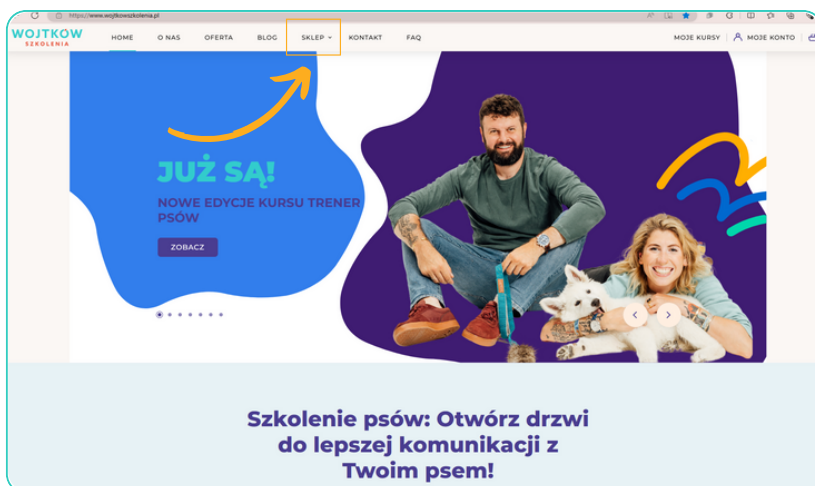 https://www.wojtkowszkolenia.pl
WOJTKOW
SZKOLENIA
HOME O NAS OFERTA BLOG SKLEP KONTAKT FAQ MOJE KURSY MOJE KONTO
JUŻ SĄ!
NOWE EDYCJE KURSU TRENER
PSÓW
ZOBACZ
Szkolenie psów: Otwórz drzwi
do lepszej komunikacji z
Twoim psem!